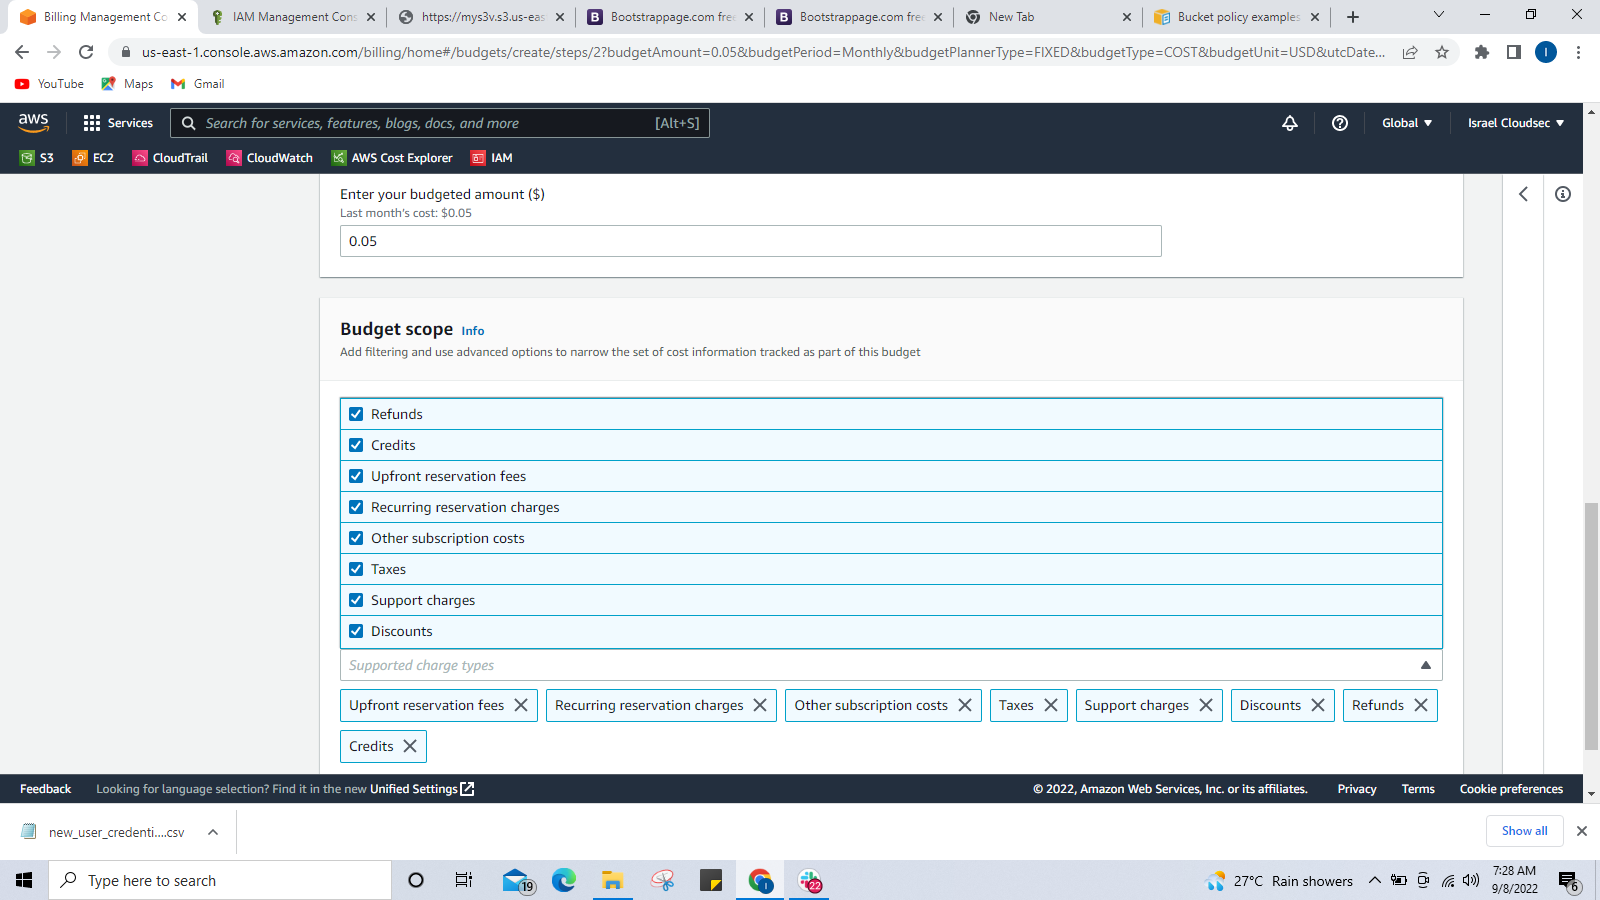 Billing Management Co
IAM Management Cons
https://mys3v.s3.us-eas
Bootstrappage.com free
Bootstrappage.com free
New Tab
Bucket policy examples
us-east-1.console.aws.amazon.com/billing/home#/budgets/create/steps/2?budgetAmount=0.05&budgetPeriod=Monthly&budgetPlannerType=FIXED&budgetType=COST&budgetUnit=USD&utcDate...
I
YouTube
Maps
Gmail
aws
Services
Search for services, features, blogs, docs, and more
[Alt+S]
Global
Israel Cloudsec
S3
EC2
CloudTrail
CloudWatch
AWS Cost Explorer
IAM
Enter your budgeted amount ($)
Last month's cost: $0.05
0.05
Budget scope Info
Add filtering and use advanced options to narrow the set of cost information tracked as part of this budget
Refunds
Credits
Upfront reservation fees
Recurring reservation charges
Other subscription costs
Taxes
Support charges
Discounts
Supported charge types
Upfront reservation fees
Recurring reservation charges
Other subscription costs
Taxes
Support charges
Discounts
Refunds
Credits
Feedback
Looking for language selection? Find it in the new Unified Settings
© 2022, Amazon Web Services, Inc. or its affiliates.
Privacy
Terms
Cookie preferences
new_user_credenti....csv
Show all
Type here to search
19
I
22
27°C Rain showers
7:28 AM
9/8/2022
6